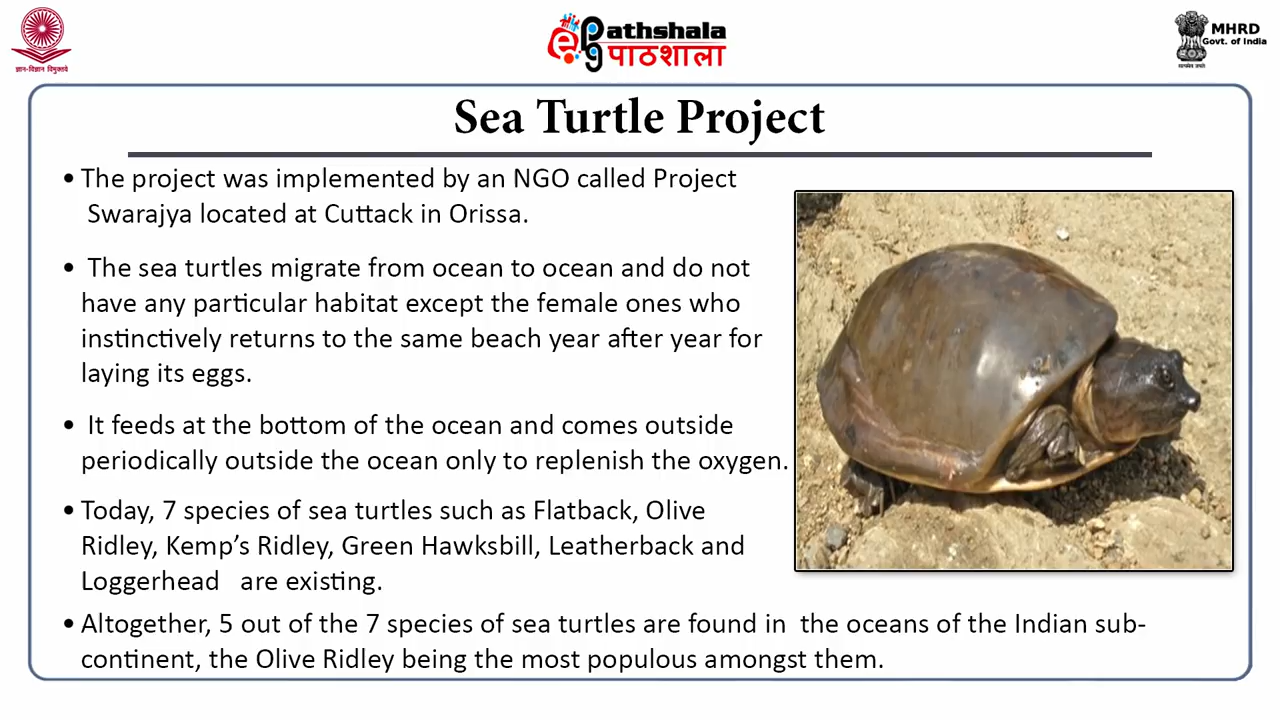 ज्ञान-विज्ञान विमुक्तये
ePG Pathshala
पाठशाला
MHRD
Govt. of India
सत्यमेव जयते
Sea Turtle Project
• The project was implemented by an NGO called Project
Swarajya located at Cuttack in Orissa.
• The sea turtles migrate from ocean to ocean and do not
have any particular habitat except the female ones who
instinctively returns to the same beach year after year for
laying its eggs.
• It feeds at the bottom of the ocean and comes outside
periodically outside the ocean only to replenish the oxygen.
• Today, 7 species of sea turtles such as Flatback, Olive
Ridley, Kemp’s Ridley, Green Hawksbill, Leatherback and
Loggerhead are existing.
• Altogether, 5 out of the 7 species of sea turtles are found in the oceans of the Indian sub-
continent, the Olive Ridley being the most populous amongst them.